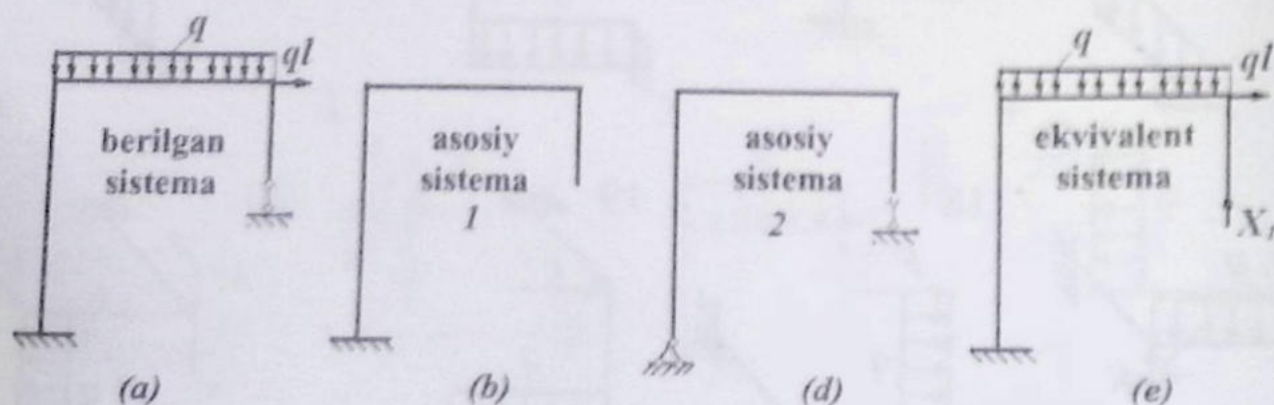 q
ql
berilgan
sistema
(a)
asosiy
sistema
1
(b)
asosiy
sistema
2
(d)
q
ql
ekvivalent
sistema
X₁
(e)